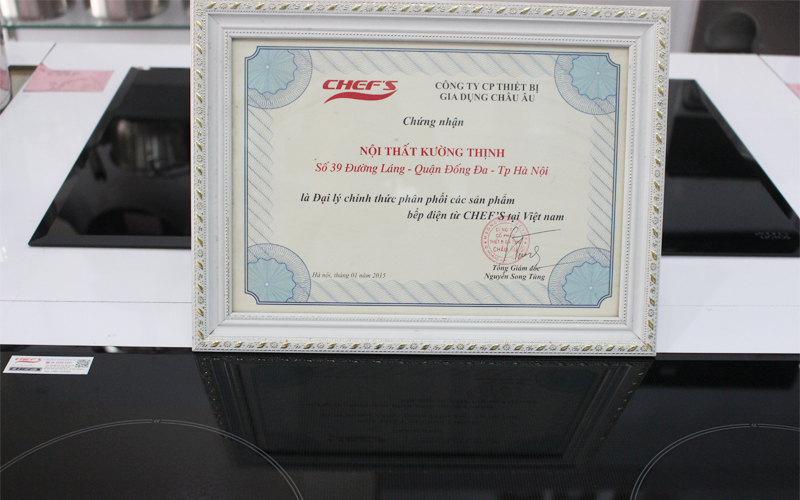 CHEF'S
CÔNG TY CP THIẾT BỊ
GIA DỤNG CHÂU ÂU
Chứng nhận
NỘI THẤT KƯỜNG THỊNH
Số 39 Đường Láng - Quận Đống Đa - Tp Hà Nội
là Đại lý chính thức phân phối các sản phẩm
bếp điện từ CHEF'S tại Việt nam
Hà nội, tháng 01 năm 2015
Tổng Giám đốc
Nguyễn Song Tùng
CHEF'S
CHEF'S